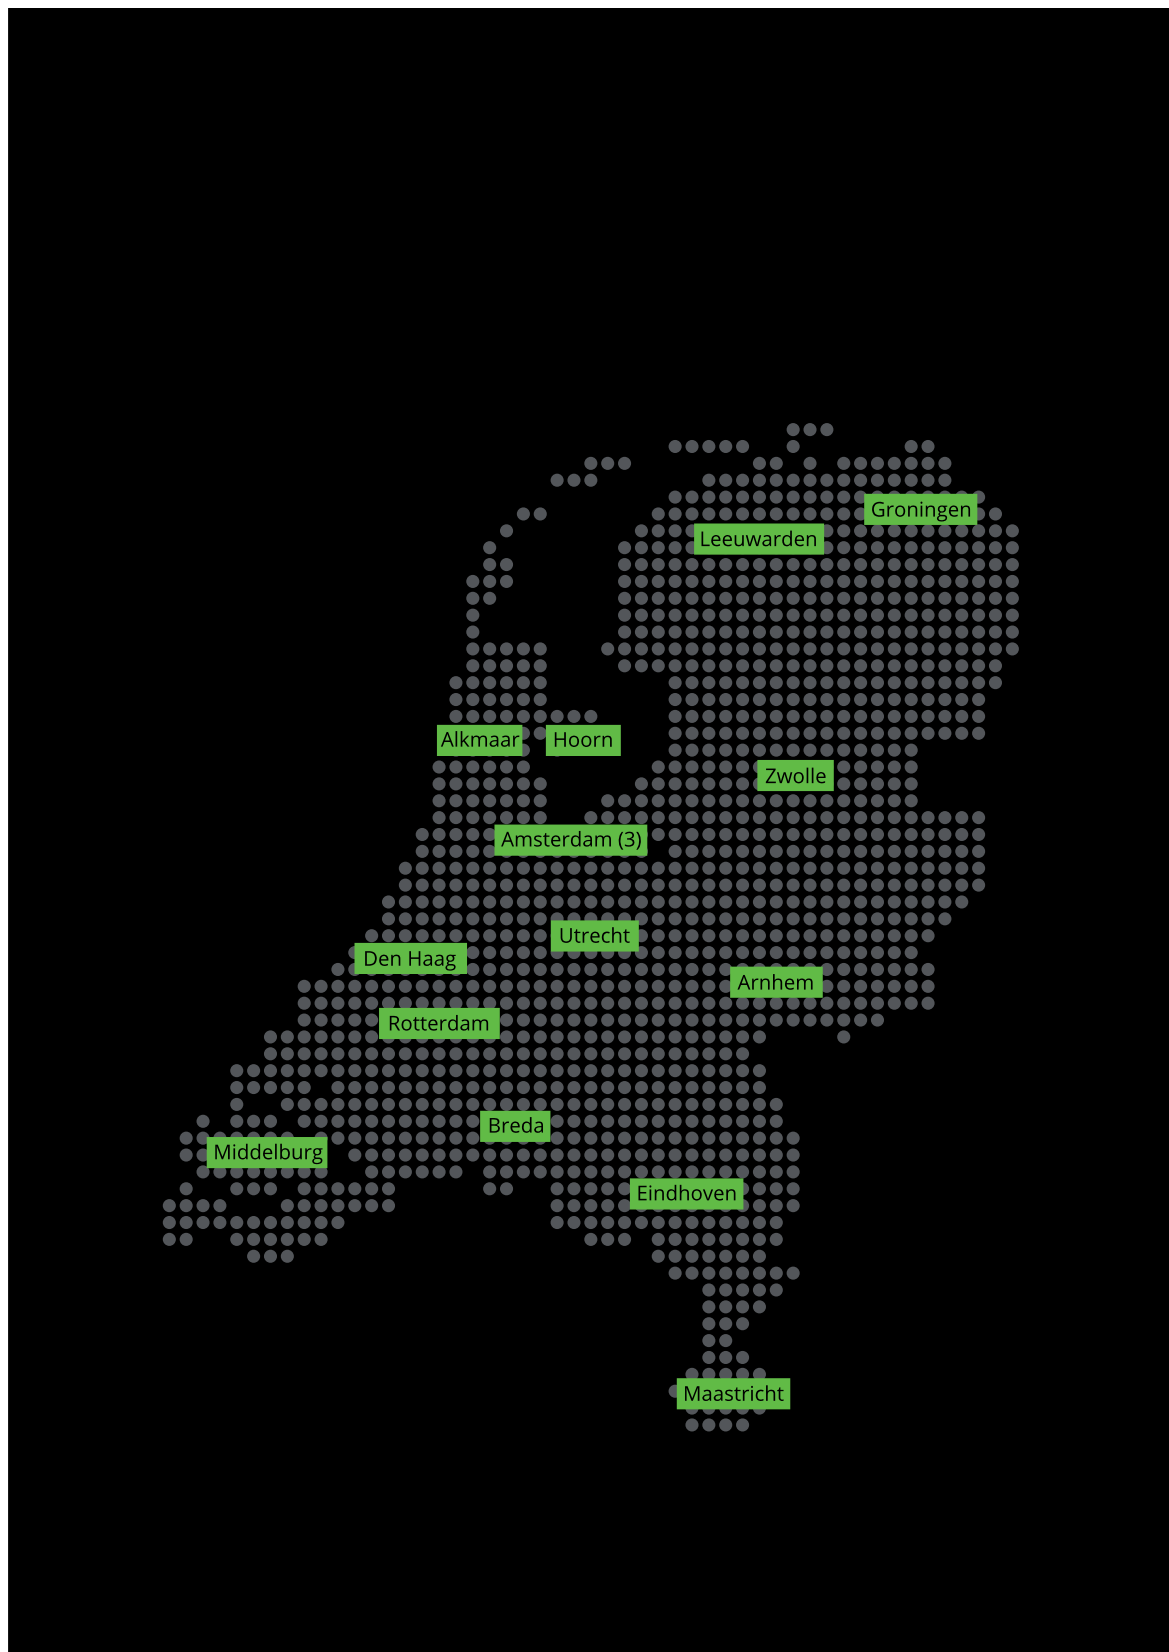 Groningen
Leeuwarden
Alkmaar
Hoorn
Zwolle
Amsterdam (3)
Utrecht
Den Haag
Arnhem
Rotterdam
Breda
Middelburg
Eindhoven
Maastricht